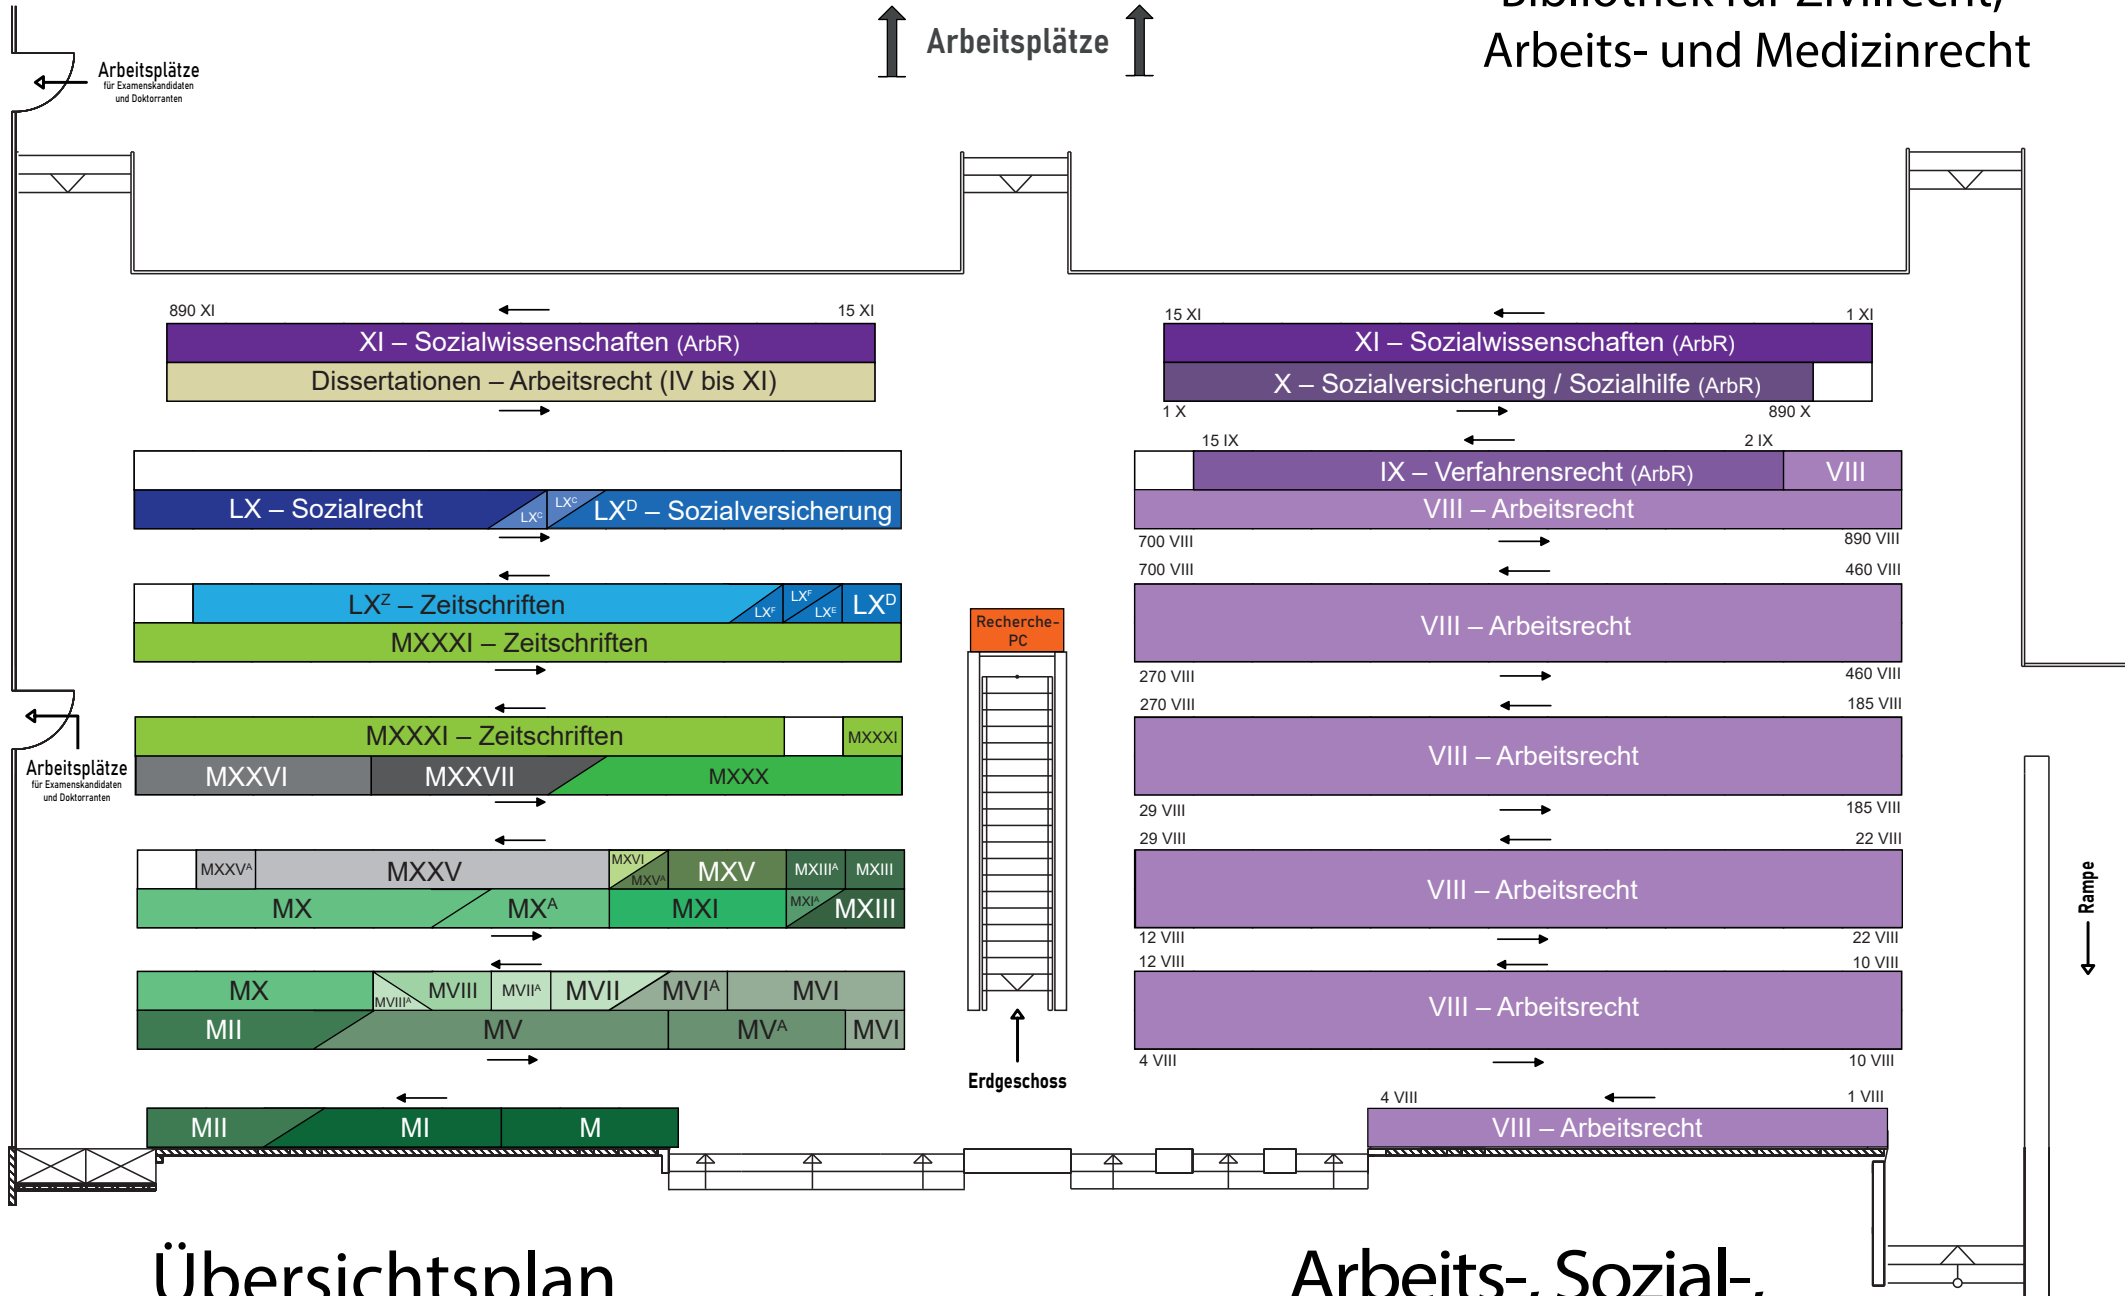 Bibliothek für Zivilrecht,
Arbeits- und Medizinrecht
Arbeitsplätze
Arbeitsplätze
für Examenskandidaten
und Doktorranten
890 XI
15 XI
XI – Sozialwissenschaften (ArbR)
Dissertationen – Arbeitsrecht (IV bis XI)
15 XI
1 XI
XI – Sozialwissenschaften (ArbR)
X – Sozialversicherung / Sozialhilfe (ArbR)
1 X
890 X
LX – Sozialrecht
LXᶜ
LXᶜ
LXᴰ – Sozialversicherung
15 IX
2 IX
IX – Verfahrensrecht (ArbR)
VIII
VIII – Arbeitsrecht
700 VIII
890 VIII
LXᶻ – Zeitschriften
LXF
LXF
LXᴱ
LXᴰ
MXXXI – Zeitschriften
700 VIII
460 VIII
VIII – Arbeitsrecht
270 VIII
460 VIII
Recherche-
PC
MXXXI – Zeitschriften
MXXXI
MXXVI
MXXVII
MXXX
Arbeitsplätze
für Examenskandidaten
und Doktorranten
270 VIII
185 VIII
VIII – Arbeitsrecht
29 VIII
185 VIII
MXXVᴬ
MXXV
MXVI
MXVᴬ
MXV
MXIIIᴬ
MXIII
MX
MXᴬ
MXI
MXIᴬ
MXIII
29 VIII
22 VIII
VIII – Arbeitsrecht
12 VIII
22 VIII
Rampe
MX
MVIIIᴬ
MVIII
MVIIᴬ
MVII
MVIᴬ
MVI
MII
MV
MVᴬ
MVI
12 VIII
10 VIII
VIII – Arbeitsrecht
4 VIII
10 VIII
Erdgeschoss
MII
MI
M
4 VIII
1 VIII
VIII – Arbeitsrecht
Übersichtsplan
Arbeits-, Sozial-,